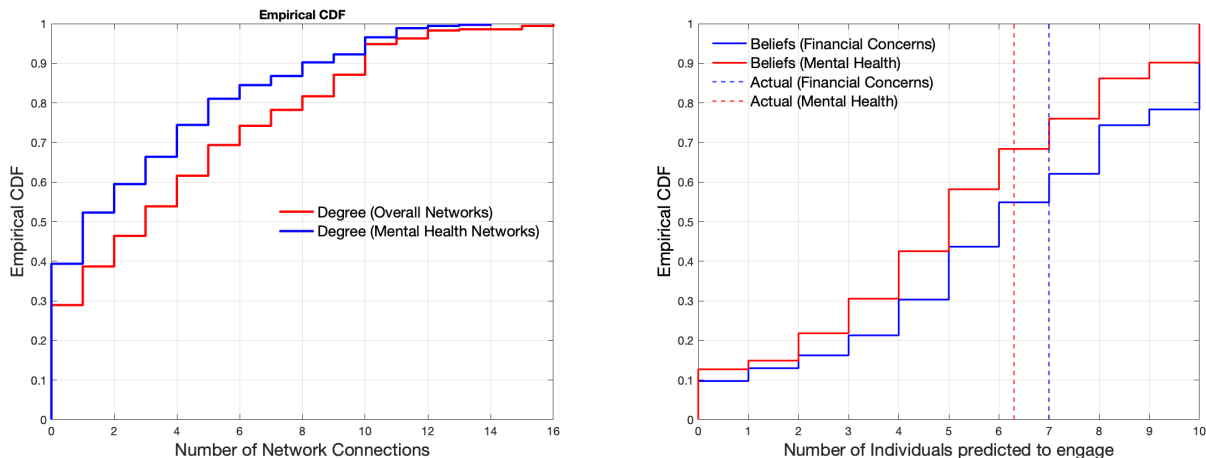 Empirical CDF
1
0.9
0.8
0.7
0.6
0.5
0.4
0.3
0.2
0.1
0
Empirical CDF
Degree (Overall Networks)
Degree (Mental Health Networks)
0 2 4 6 8 10 12 14 16
Number of Network Connections
1
0.9
0.8
0.7
0.6
0.5
0.4
0.3
0.2
0.1
0
Empirical CDF
Beliefs (Financial Concerns)
Beliefs (Mental Health)
Actual (Financial Concerns)
Actual (Mental Health)
0 1 2 3 4 5 6 7 8 9 10
Number of Individuals predicted to engage